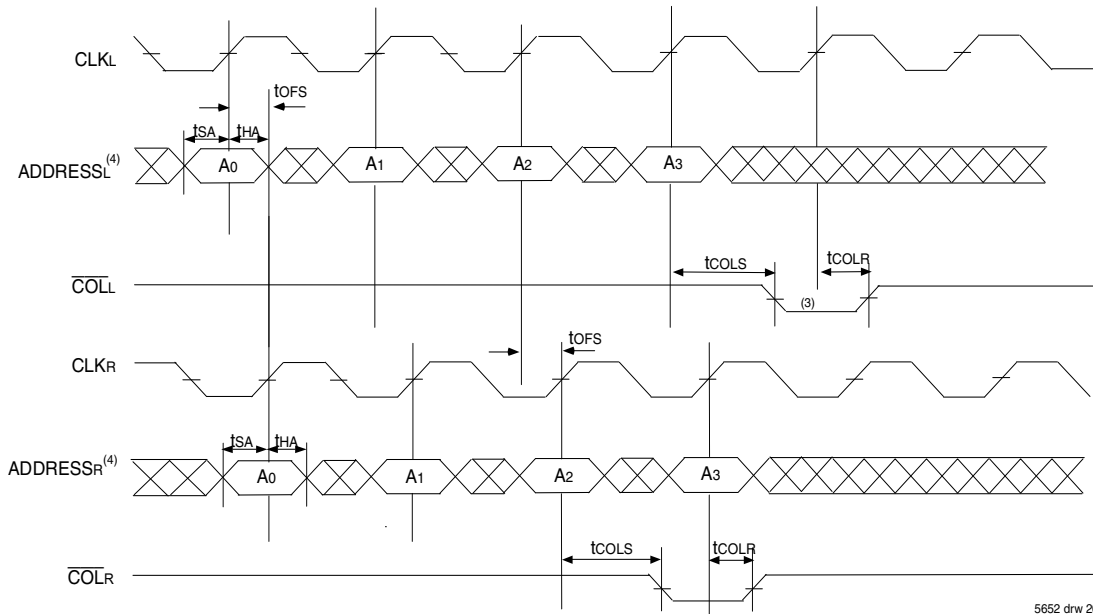 CLKL
tOFS
tSA tHA
ADDRESSL(4) A0 A1 A2 A3
tCOLS tCOLR
COLL (3)
tOFS
CLKR
tSA tHA
ADDRESSR(4) A0 A1 A2 A3
tCOLS tCOLR
COLR